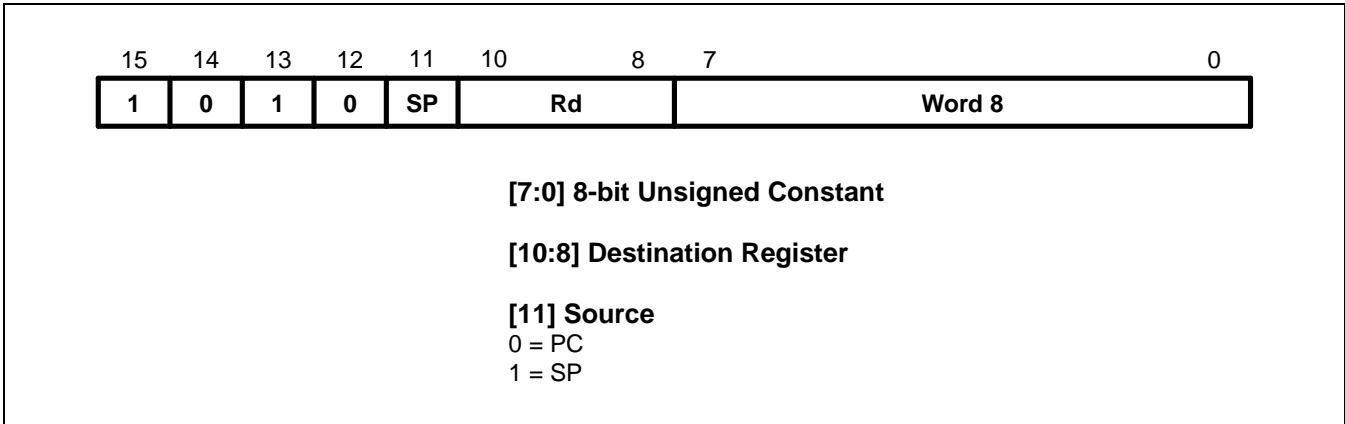 15 14 13 12 11 10 8 7 0
1 0 1 0 SP Rd Word 8
[7:0] 8-bit Unsigned Constant
[10:8] Destination Register
[11] Source
0 = PC
1 = SP